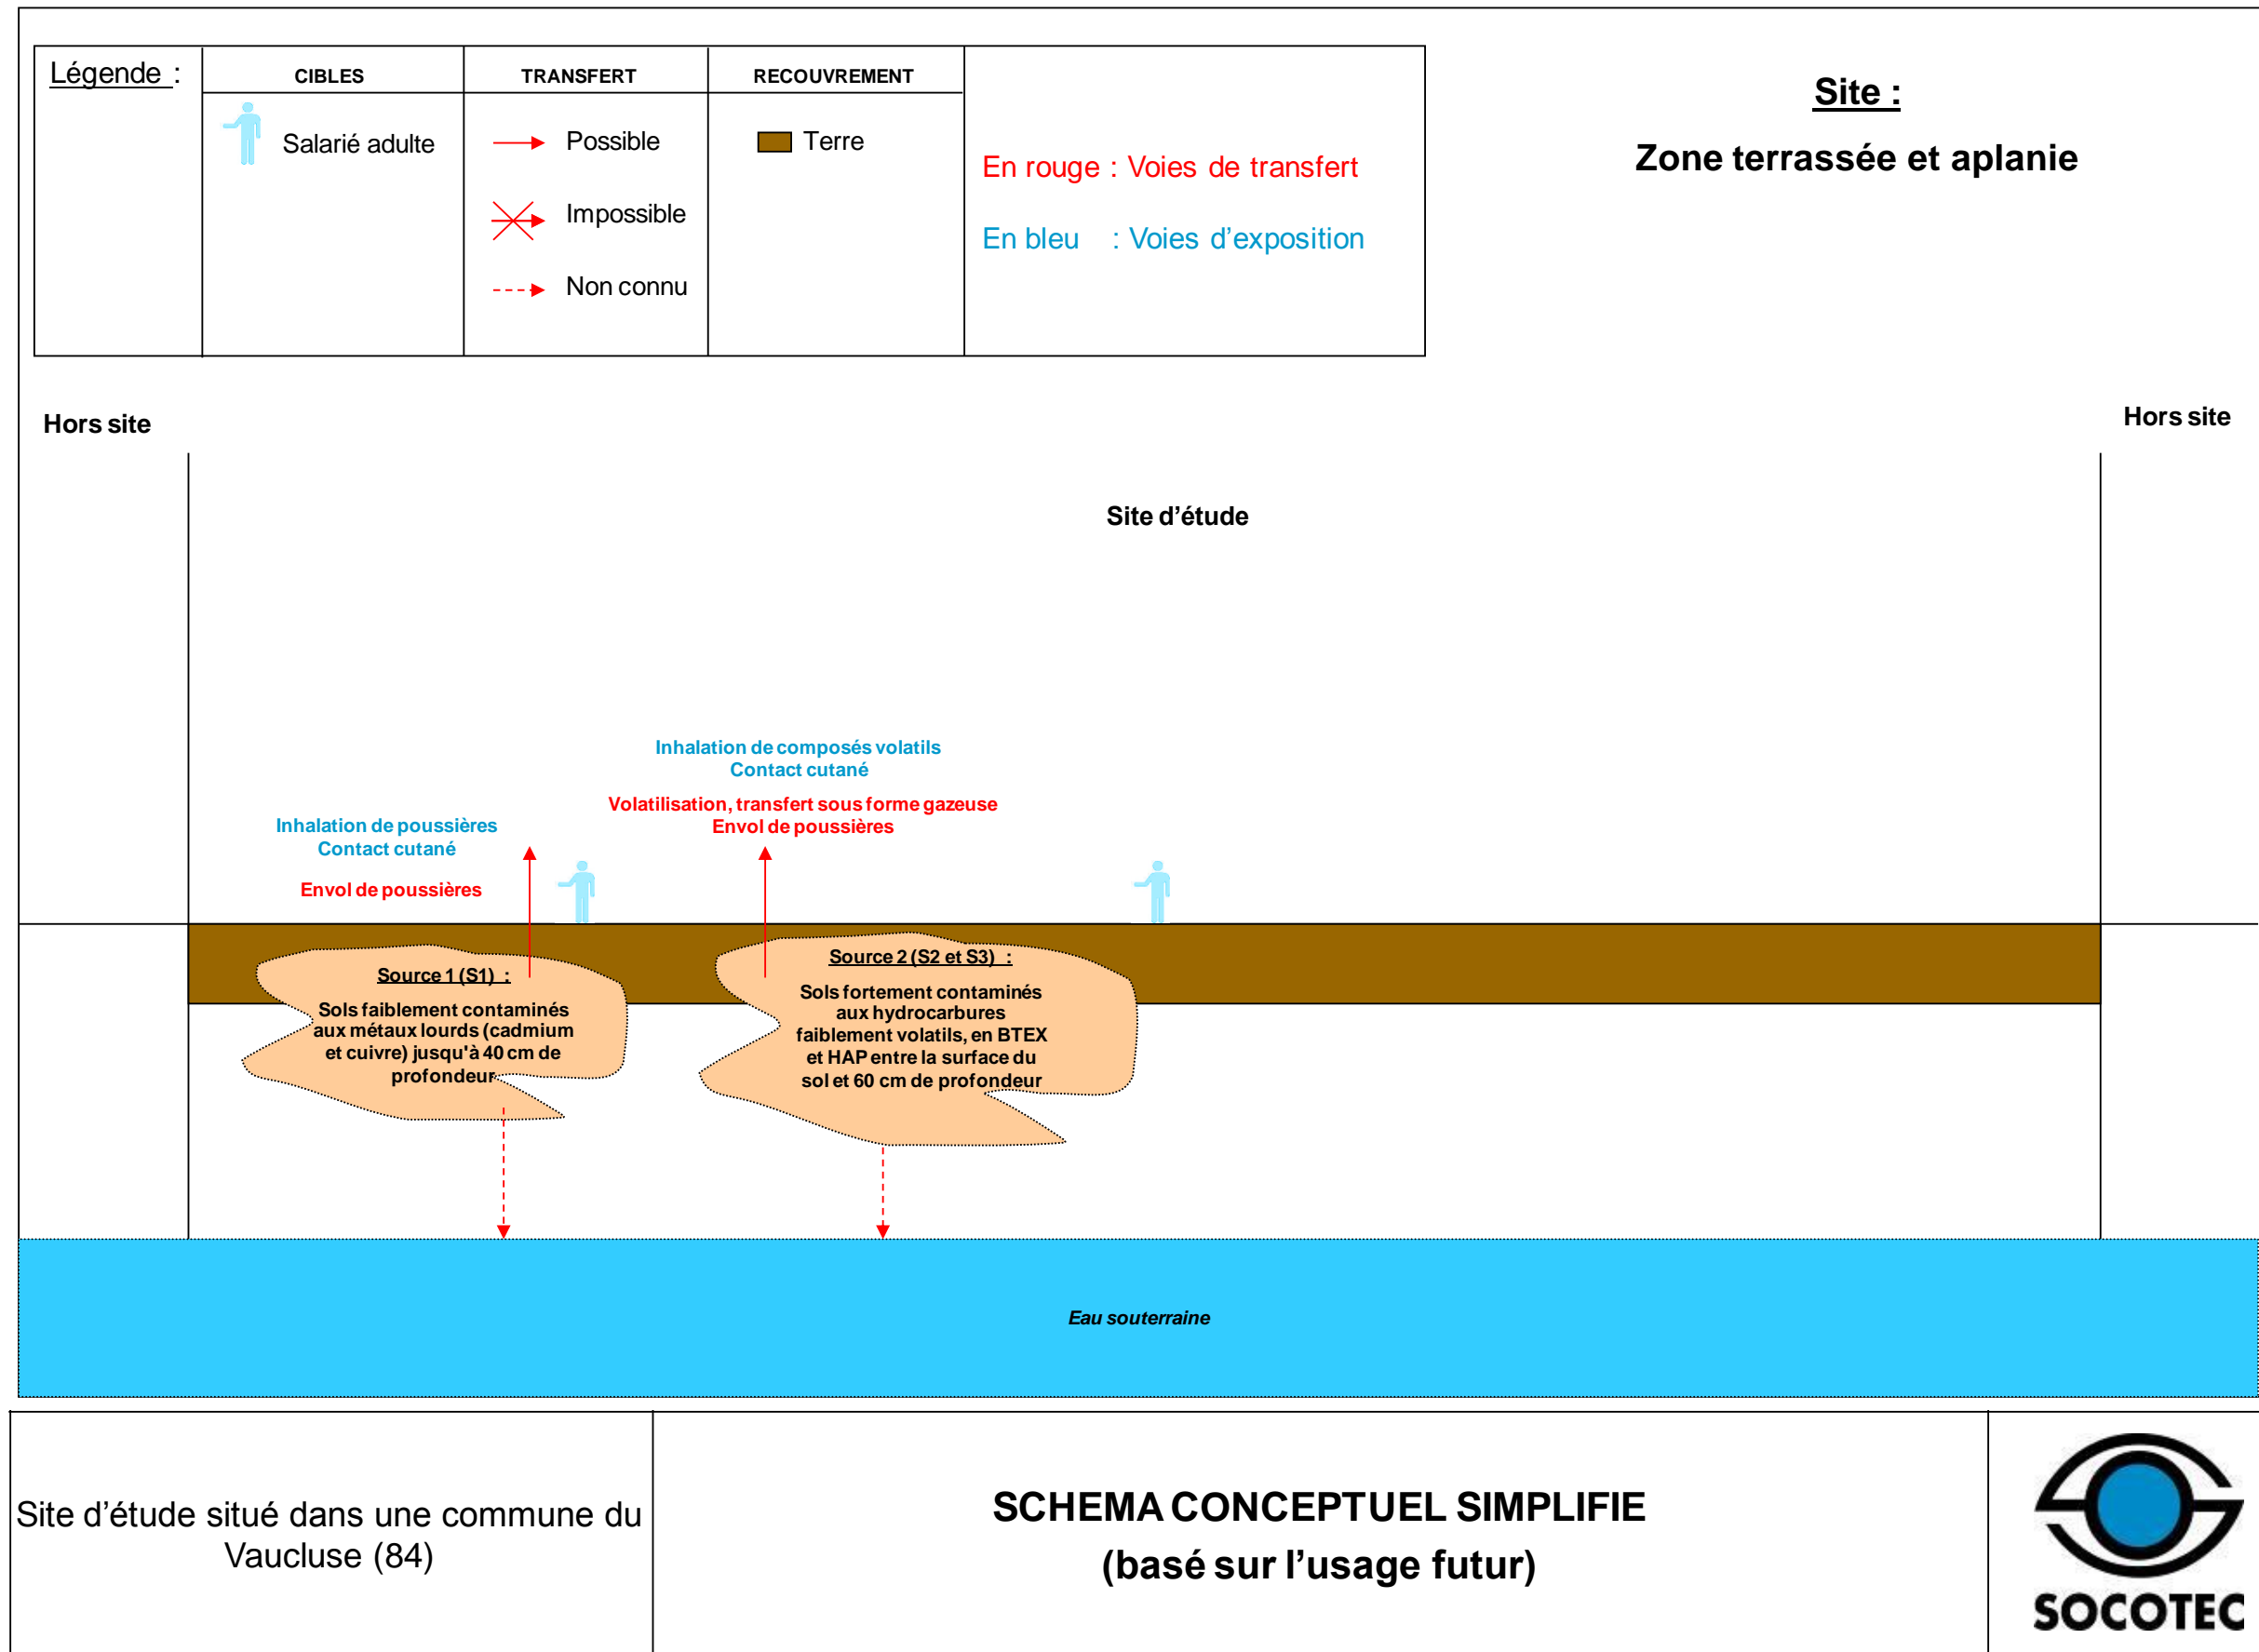 Légende :
CIBLES
TRANSFERT
RECOUVREMENT
Salarié adulte
Possible
Impossible
Non connu
Terre
En rouge : Voies de transfert
En bleu : Voies d’exposition
Site :
Zone terrassée et aplanie
Hors site
Hors site
Site d’étude
Inhalation de composés volatils
Contact cutané
Volatilisation, transfert sous forme gazeuse
Envol de poussières
Inhalation de poussières
Contact cutané
Envol de poussières
Source 1 (S1) :
Sols faiblement contaminés
aux métaux lourds (cadmium
et cuivre) jusqu'à 40 cm de
profondeur
Source 2 (S2 et S3) :
Sols fortement contaminés
aux hydrocarbures
faiblement volatils, en BTEX
et HAP entre la surface du
sol et 60 cm de profondeur
Eau souterraine
Site d’étude situé dans une commune du
Vaucluse (84)
SCHEMA CONCEPTUEL SIMPLIFIE
(basé sur l’usage futur)
SOCOTEC